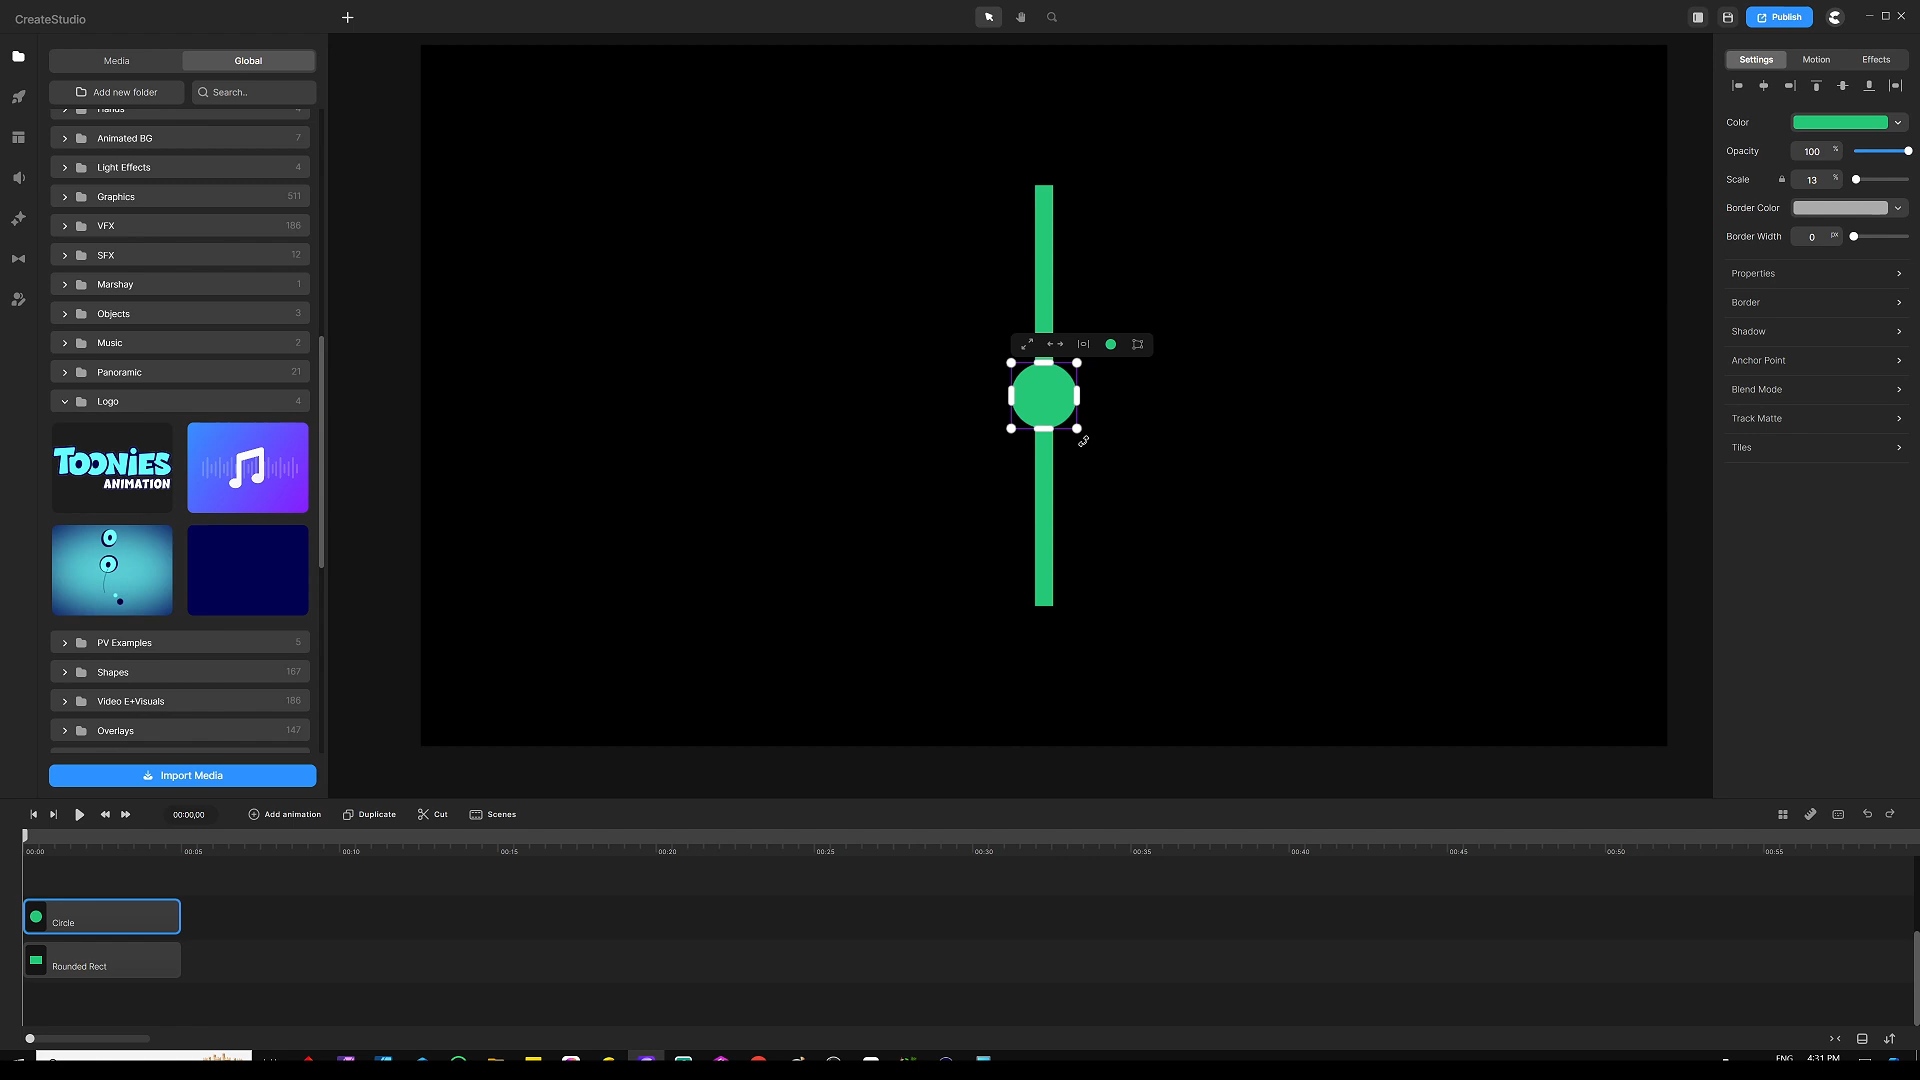 CreateStudio
Publish
Media
Global
Add new folder
Search..
Hands 4
Animated BG 7
Light Effects 4
Graphics 511
VFX 186
SFX 12
Marshay 1
Objects 3
Music 2
Panoramic 21
Logo 4
TOONIES
ANIMATION
PV Examples 5
Shapes 167
Video E+Visuals 186
Overlays 147
Import Media
Settings
Motion
Effects
Color
Opacity 100 %
Scale 13 %
Border Color
Border Width 0 px
Properties
Border
Shadow
Anchor Point
Blend Mode
Track Matte
Tiles
00:00,00
Add animation
Duplicate
Cut
Scenes
00:00 00:05 00:10 00:15 00:20 00:25 00:30 00:35 00:40 00:45 00:50 00:55
Circle
Rounded Rect
ENG
4:31 PM